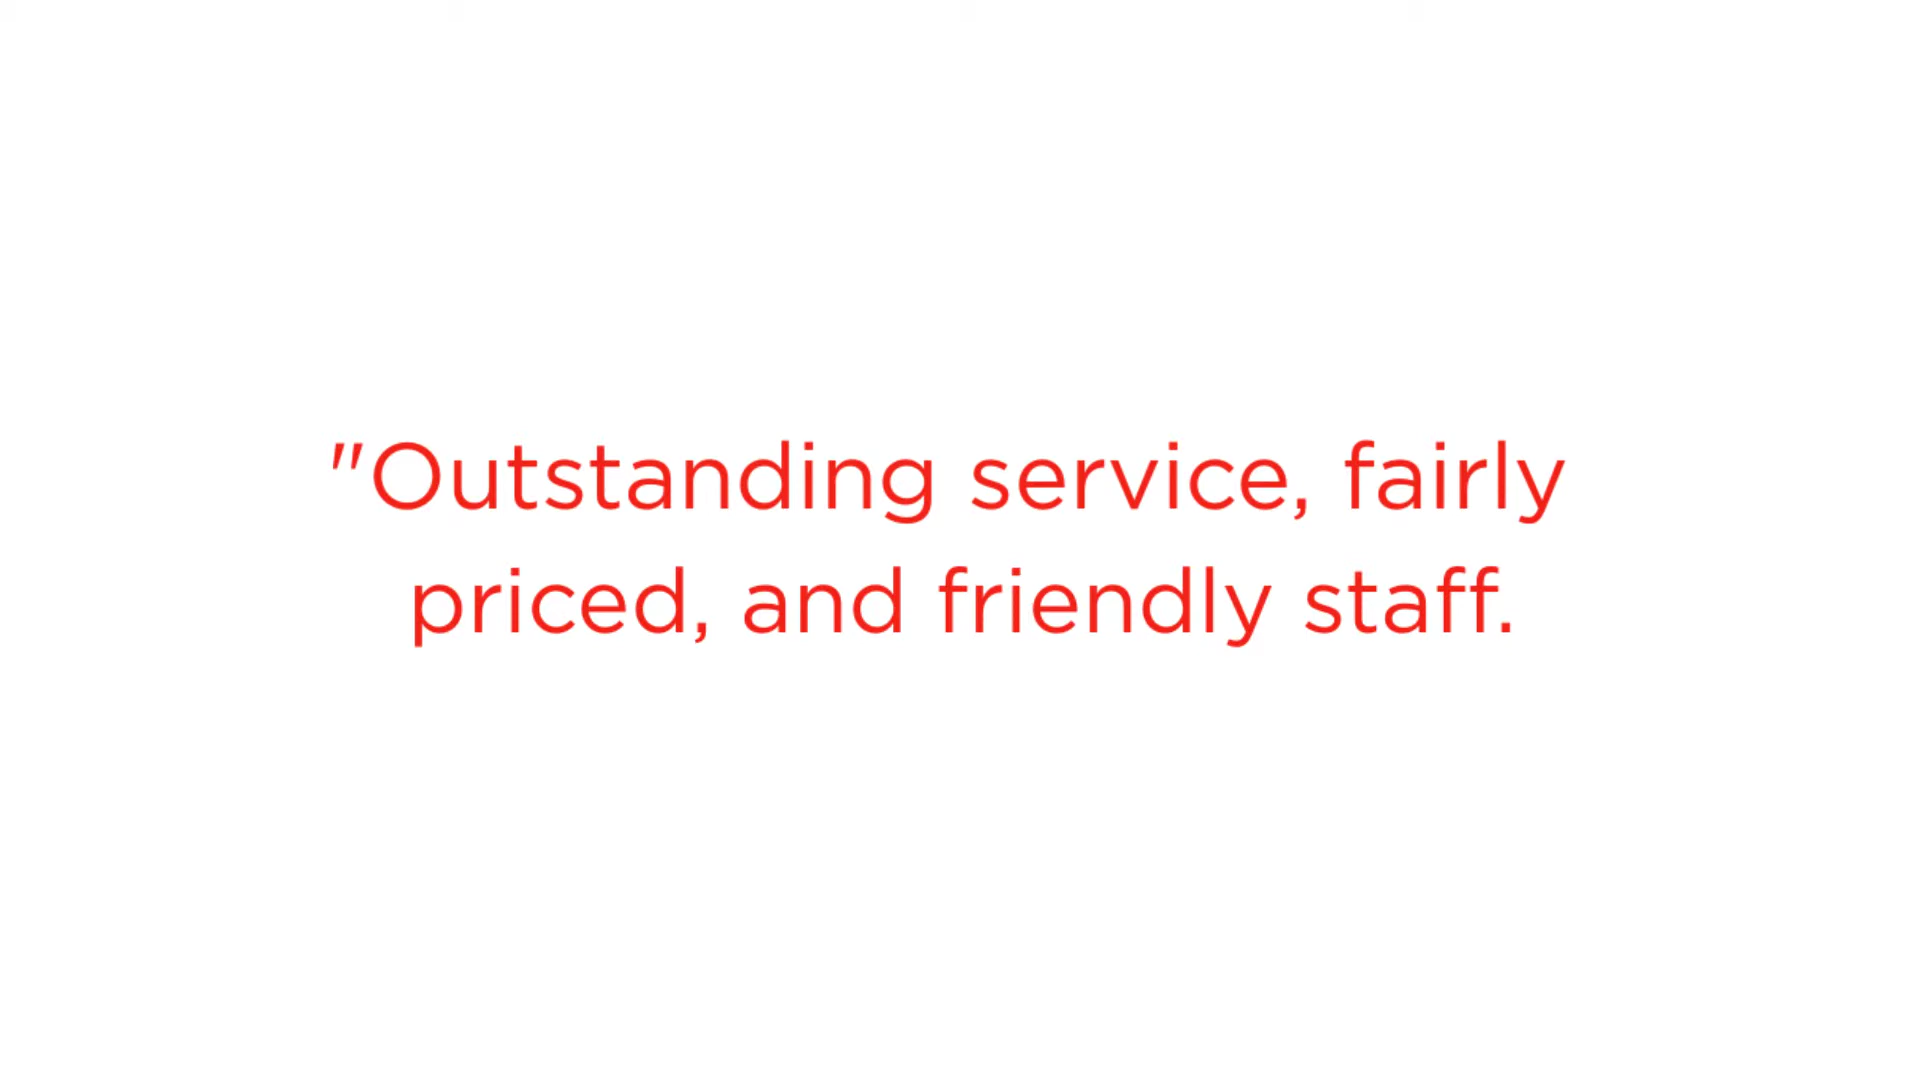 "Outstanding service, fairly
priced, and friendly staff.